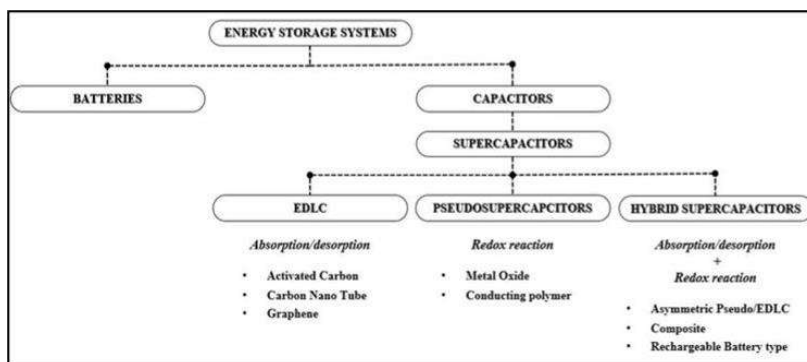 ENERGY STORAGE SYSTEMS
BATTERIES
CAPACITORS
SUPERCAPACITORS
EDLC
PSEUDOSUPERCAPCITORS
HYBRID SUPERCAPACITORS
Absorption/desorption
• Activated Carbon
• Carbon Nano Tube
• Graphene
Redox reaction
• Metal Oxide
• Conducting polymer
Absorption/desorption
+
Redox reaction
• Asymmetric Pseudo/EDLC
• Composite
• Rechargeable Battery type